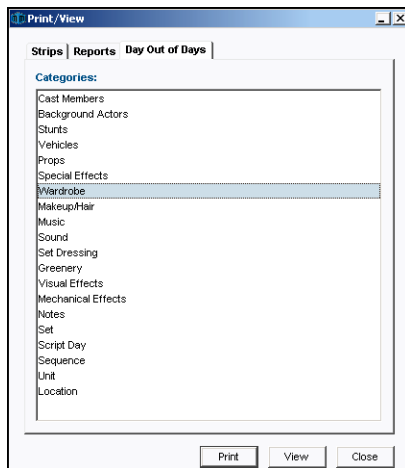 Print/View
Strips
Reports
Day Out of Days
Categories:
Cast Members
Background Actors
Stunts
Vehicles
Props
Special Effects
Wardrobe
Makeup/Hair
Music
Sound
Set Dressing
Greenery
Visual Effects
Mechanical Effects
Notes
Set
Script Day
Sequence
Unit
Location
Print
View
Close